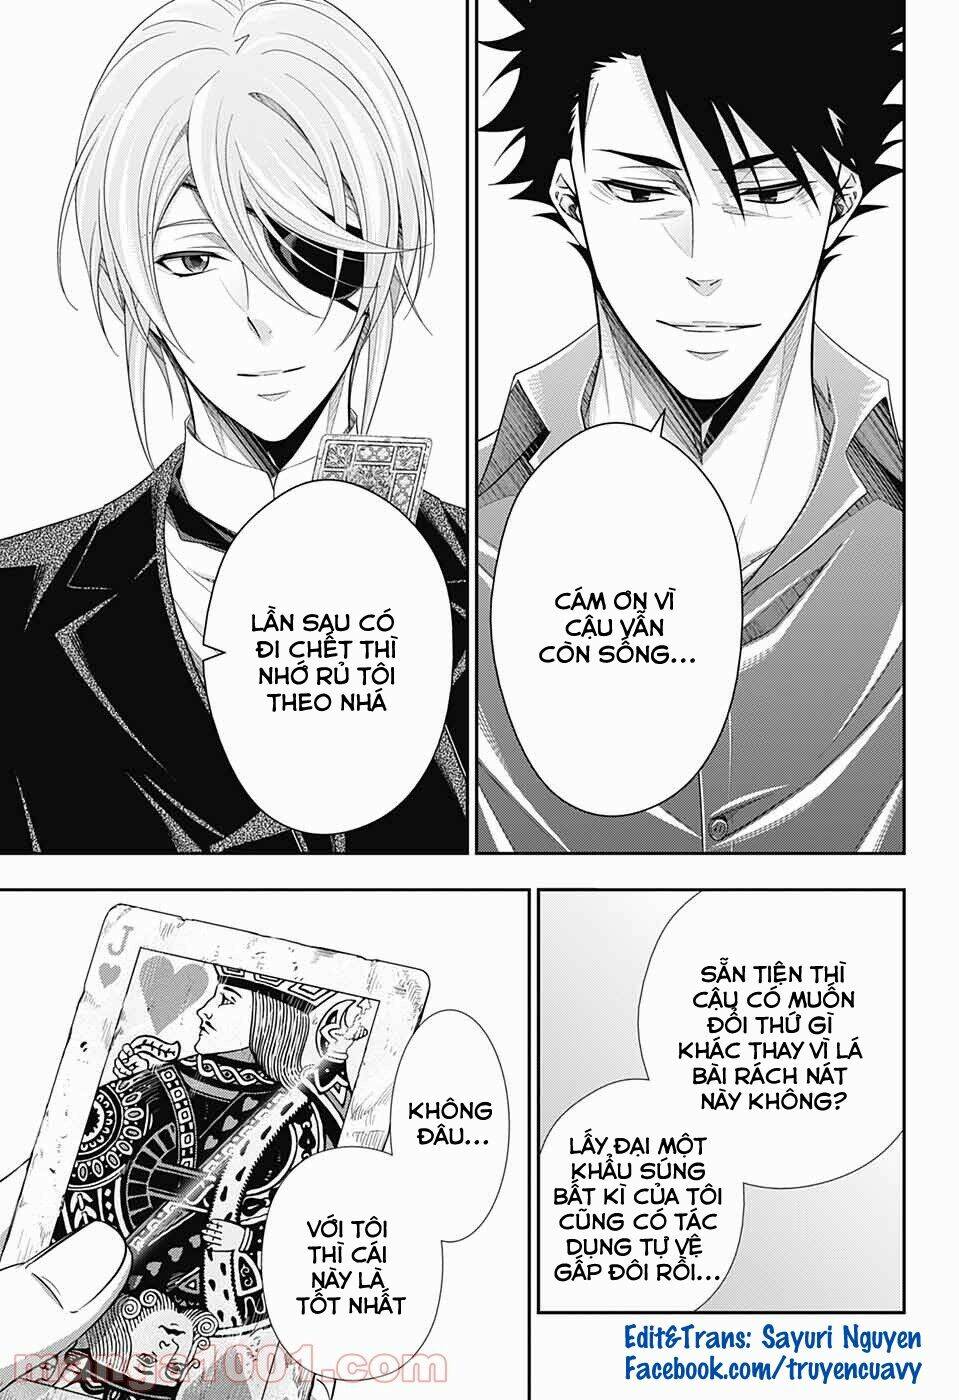 CÁM ƠN VÌ
CẬU VẪN
CÒN SỐNG...
LẦN SAU CÓ
ĐI CHẾT THÌ
NHỚ RỦ TÔI
THEO NHÁ
SẴN TIỆN THÌ
CẬU CÓ MUỐN
ĐỔI THỨ GÌ
KHÁC THAY VÌ LÁ
BÀI RÁCH NÁT
NÀY KHÔNG?
LẤY ĐẠI MỘT
KHẨU SÚNG
BẤT KÌ CỦA TÔI
CŨNG CÓ TÁC
DỤNG TỰ VỆ
GẤP ĐÔI RỒI...
J
KHÔNG
ĐÂU...
VỚI TÔI
THÌ CÁI
NÀY LÀ
TỐT NHẤT
Edit&Trans: Sayuri Nguyen
Facebook.com/truyencuavy
manga1001.com